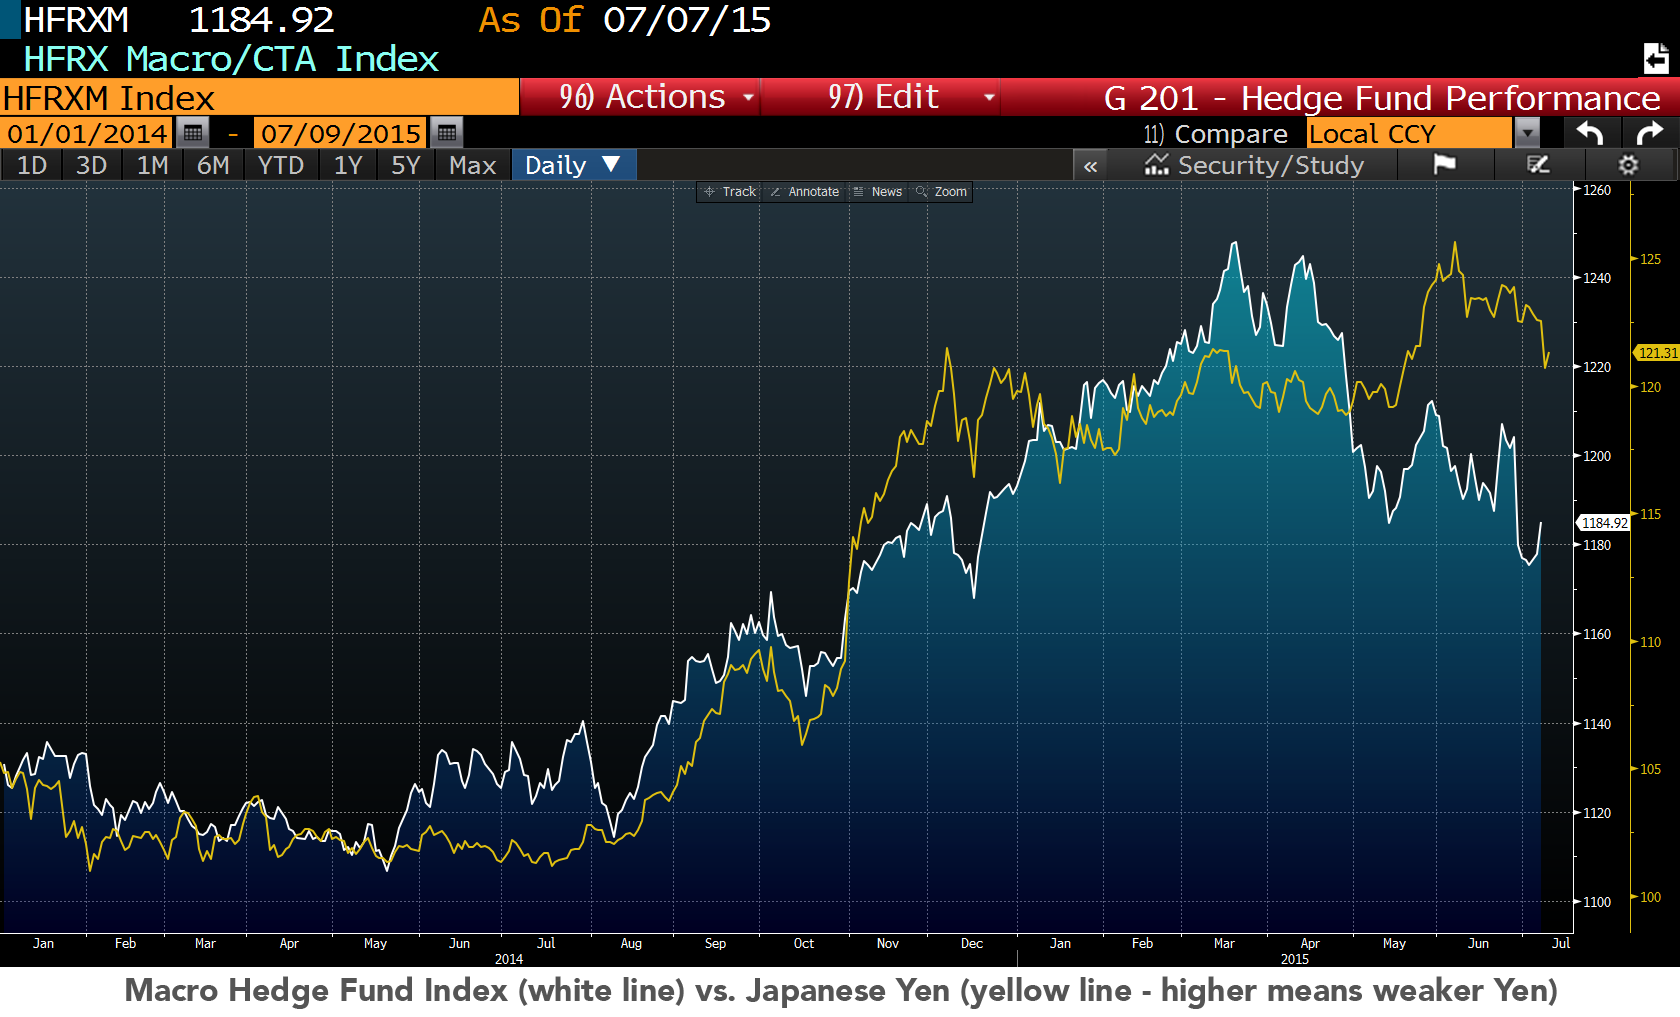 HFRXM 1184.92 As Of 07/07/15
HFRX Macro/CTA Index
HFRXM Index 96) Actions 97) Edit G 201 - Hedge Fund Performance
01/01/2014 - 07/09/2015 11) Compare Local CCY
1D 3D 1M 6M YTD 1Y 5Y Max Daily ▼ « Security/Study
Track Annotate News Zoom
1260
125
1240
121.31
1220
120
1200
115
1184.92
1180
110
1160
1140
105
1120
100
1100
Jan Feb Mar Apr May Jun Jul Aug Sep Oct Nov Dec Jan Feb Mar Apr May Jun Jul
2014 2015
Macro Hedge Fund Index (white line) vs. Japanese Yen (yellow line - higher means weaker Yen)